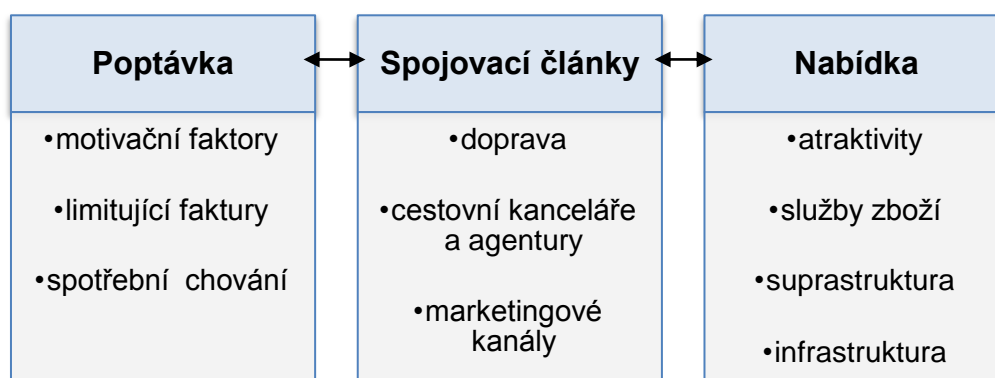 Poptávka
•motivační faktory
•limitující faktury
•spotřební chování
Spojovací články
•doprava
•cestovní kanceláře
a agentury
•marketingové
kanály
Nabídka
•atraktivity
•služby zboží
•suprastruktura
•infrastruktura